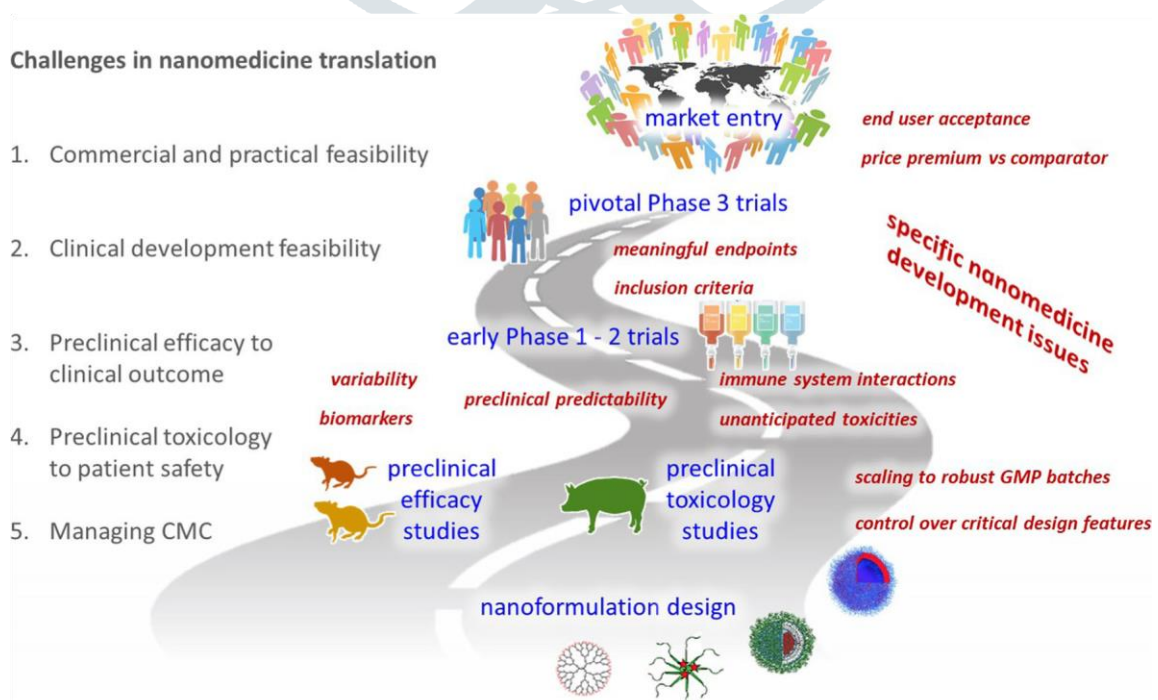 Challenges in nanomedicine translation
1. Commercial and practical feasibility
2. Clinical development feasibility
3. Preclinical efficacy to
clinical outcome
4. Preclinical toxicology
to patient safety
5. Managing CMC
market entry
end user acceptance
price premium vs comparator
pivotal Phase 3 trials
meaningful endpoints
inclusion criteria
specific nanomedicine
development issues
early Phase 1 - 2 trials
variability
biomarkers
preclinical predictability
immune system interactions
unanticipated toxicities
preclinical
efficacy
studies
preclinical
toxicology
studies
scaling to robust GMP batches
control over critical design features
nanoformulation design